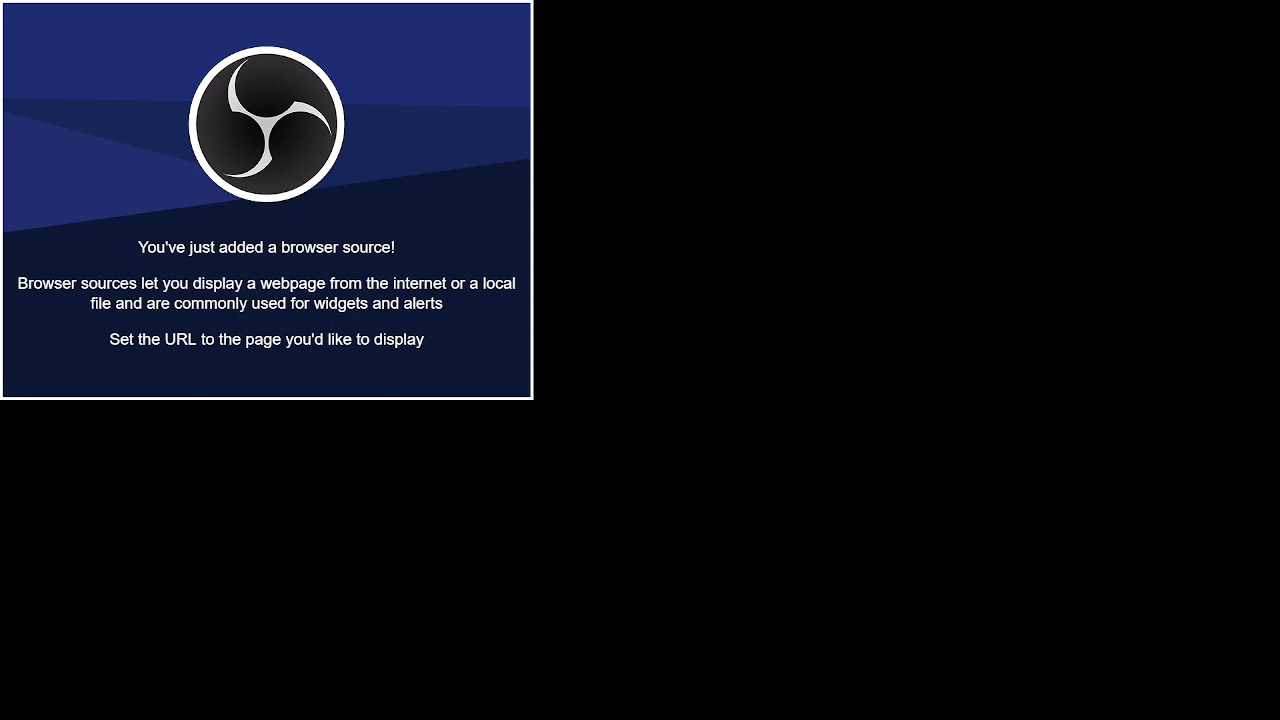 You've just added a browser source!
Browser sources let you display a webpage from the internet or a local
file and are commonly used for widgets and alerts
Set the URL to the page you'd like to display